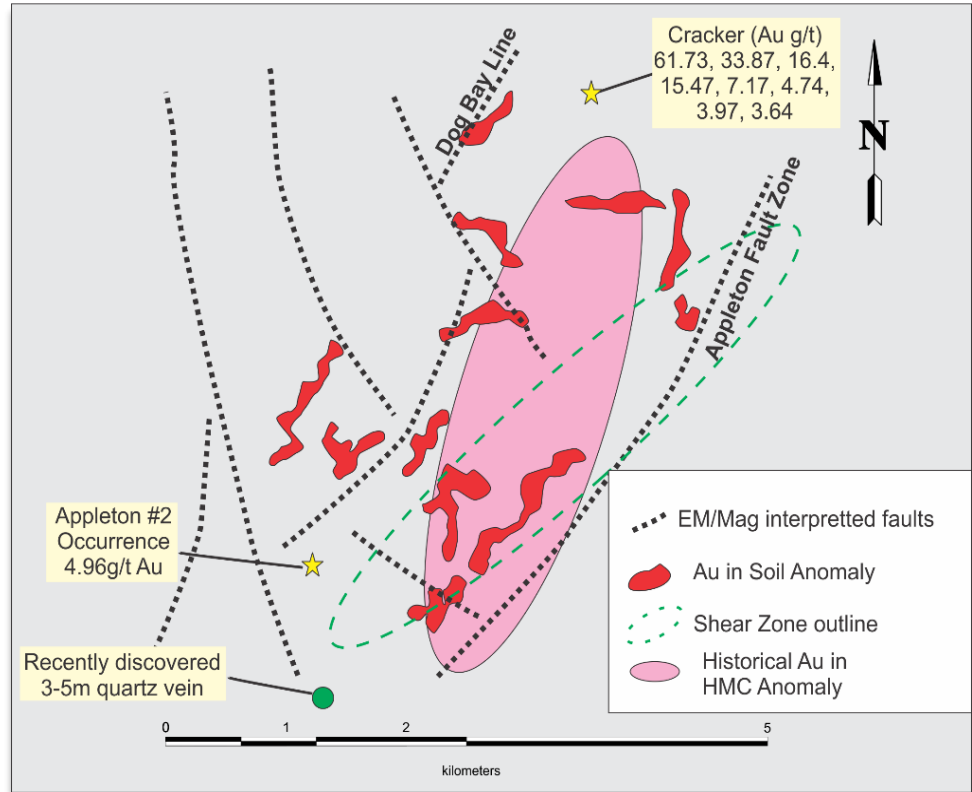 Cracker (Au g/t)
61.73, 33.87, 16.4,
15.47, 7.17, 4.74,
3.97, 3.64
N
Dog Bay Line
Appleton Fault Zone
Appleton #2
Occurrence
4.96g/t Au
Recently discovered
3-5m quartz vein
EM/Mag interpretted faults
Au in Soil Anomaly
Shear Zone outline
Historical Au in
HMC Anomaly
0 1 2 5
kilometers